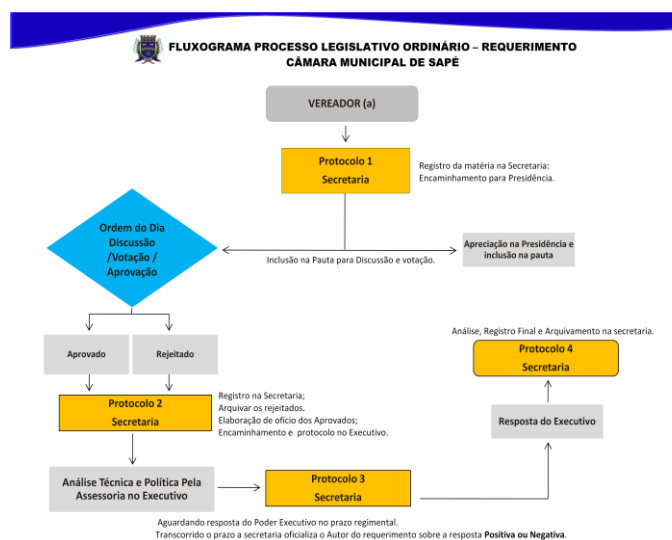 FLUXOGRAMA PROCESSO LEGISLATIVO ORDINÁRIO – REQUERIMENTO
CÂMARA MUNICIPAL DE SAPÉ
VEREADOR (a)
Protocolo 1
Secretaria
Registro da matéria na Secretaria:
Encaminhamento para Presidência.
Ordem do Dia
Discussão
/Votação /
Aprovação
Inclusão na Pauta para Discussão e votação.
Apreciação na Presidência e
inclusão na pauta
Aprovado
Rejeitado
Protocolo 2
Secretaria
Registro na Secretaria;
Arquivar os rejeitados.
Elaboração de ofício dos Aprovados;
Encaminhamento e protocolo no Executivo.
Análise Técnica e Política Pela
Assessoria no Executivo
Protocolo 3
Secretaria
Aguardando resposta do Poder Executivo no prazo regimental.
Transcorrido o prazo a secretaria oficializa o Autor do requerimento sobre a resposta Positiva ou Negativa.
Resposta do Executivo
Análise, Registro Final e Arquivamento na secretaria.
Protocolo 4
Secretaria